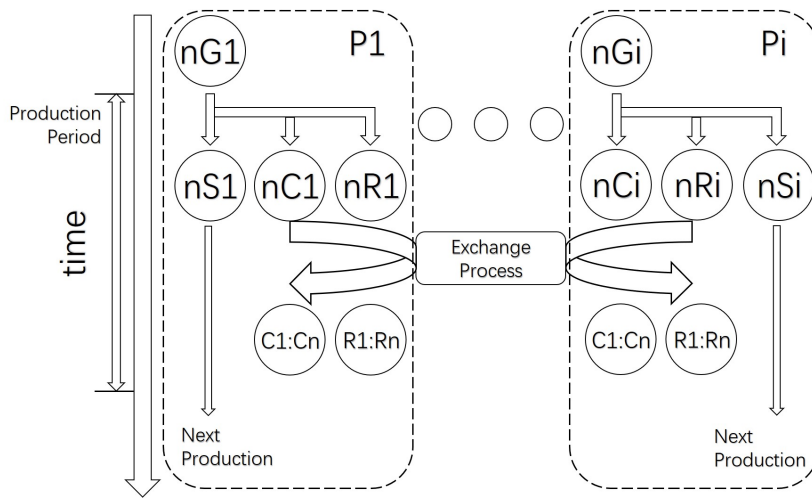 P1
Pi
nG1
nGi
Production
Period
nS1
nC1
nR1
nCi
nRi
nSi
time
Exchange
Process
C1:Cn
R1:Rn
C1:Cn
R1:Rn
Next
Production
Next
Production